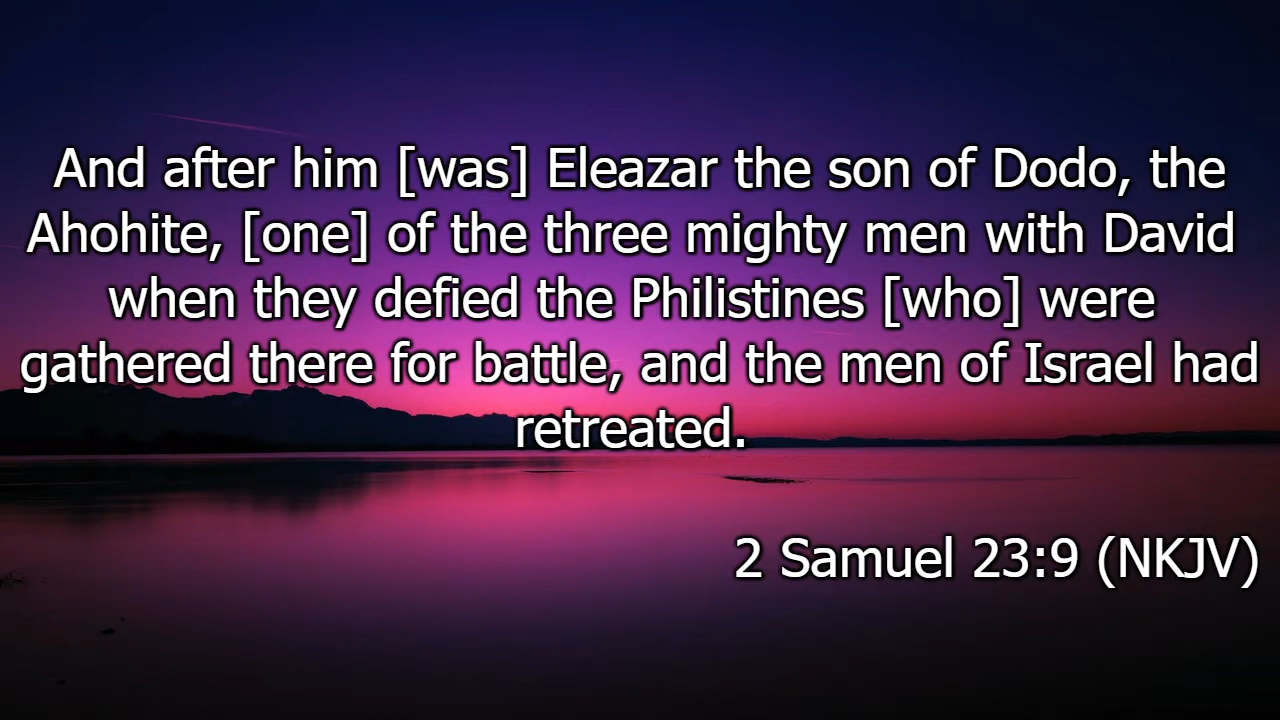 And after him [was] Eleazar the son of Dodo, the
Ahohite, [one] of the three mighty men with David
when they defied the Philistines [who] were
gathered there for battle, and the men of Israel had
retreated.
2 Samuel 23:9 (NKJV)